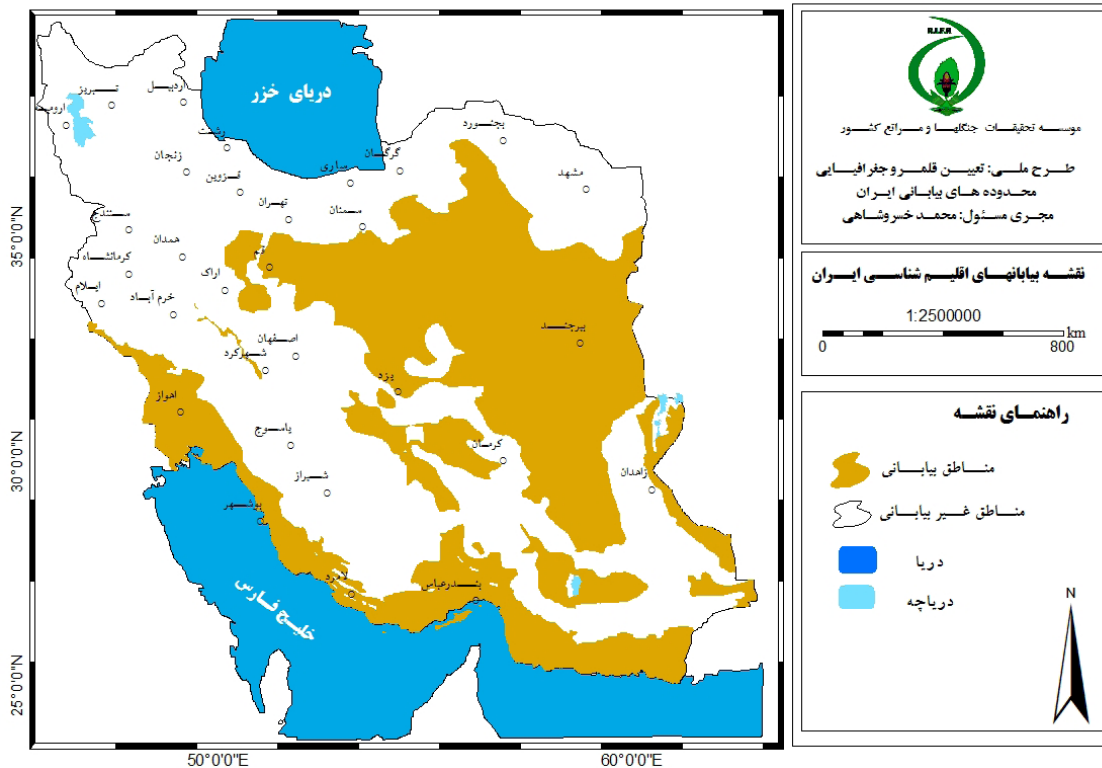 دریای خزر
اردبیل
تبریز
ارومیه
رشت
زنجان
قزوین
ساری
گرگان
بجنورد
مشهد
تهران
سمنان
سنندج
همدان
کرمانشاه
قم
اراک
ایلام
خرم آباد
اصفهان
شهرکرد
بیرجند
یزد
اهواز
یاسوج
کرمان
شیراز
زاهدان
بوشهر
لامرد
بندرعباس
خلیج فارس
35°0'0"N
30°0'0"N
25°0'0"N
50°0'0"E
60°0'0"E
R.I.F.R
موسسه تحقیقات جنگلها و مراتع کشور
طرح ملی: تعیین قلمرو جغرافیایی
محدوده های بیابانی ایران
مجری مسئول: محمد خسروشاهی
نقشه بیابانهای اقلیم شناسی ایران
1:2500000
km
0 800
راهنمای نقشه
مناطق بیابانی
مناطق غیر بیابانی
دریا
دریاچه
N